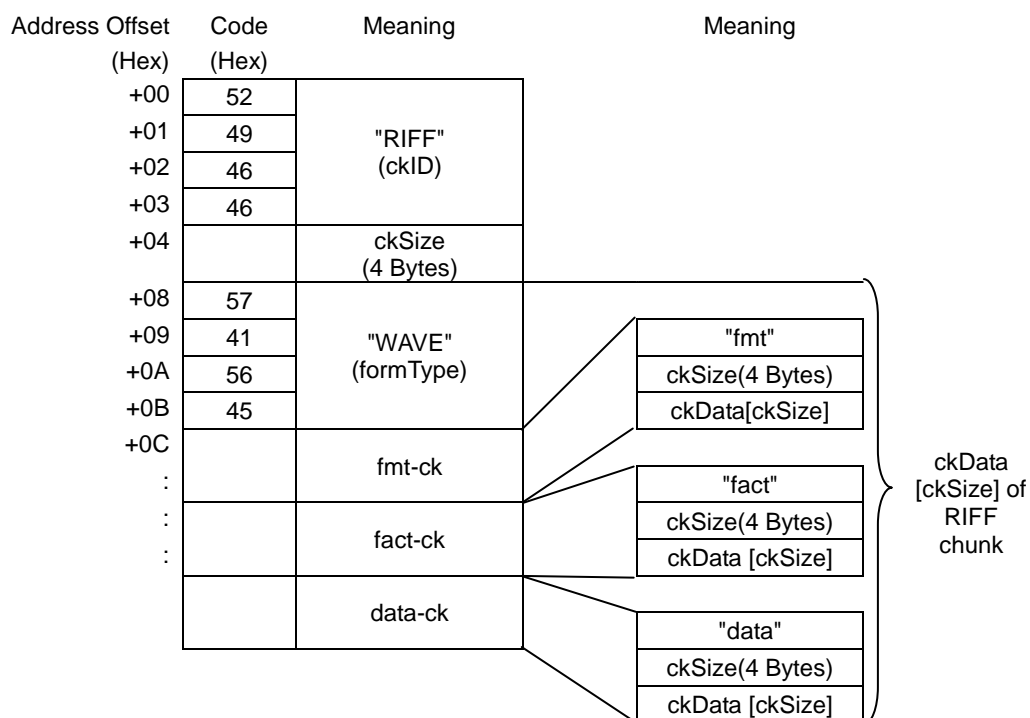 Address Offset Code Meaning Meaning
(Hex) (Hex)
+00 52
+01 49 "RIFF"
+02 46 (ckID)
+03 46
+04 ckSize
(4 Bytes)
+08 57
+09 41 "WAVE" "fmt"
+0A 56 (formType) ckSize(4 Bytes)
+0B 45 ckData[ckSize]
+0C
: fmt-ck "fact"
: ckSize(4 Bytes)
: fact-ck ckData [ckSize]
data-ck "data"
ckSize(4 Bytes)
ckData [ckSize]
ckData
[ckSize] of
RIFF
chunk